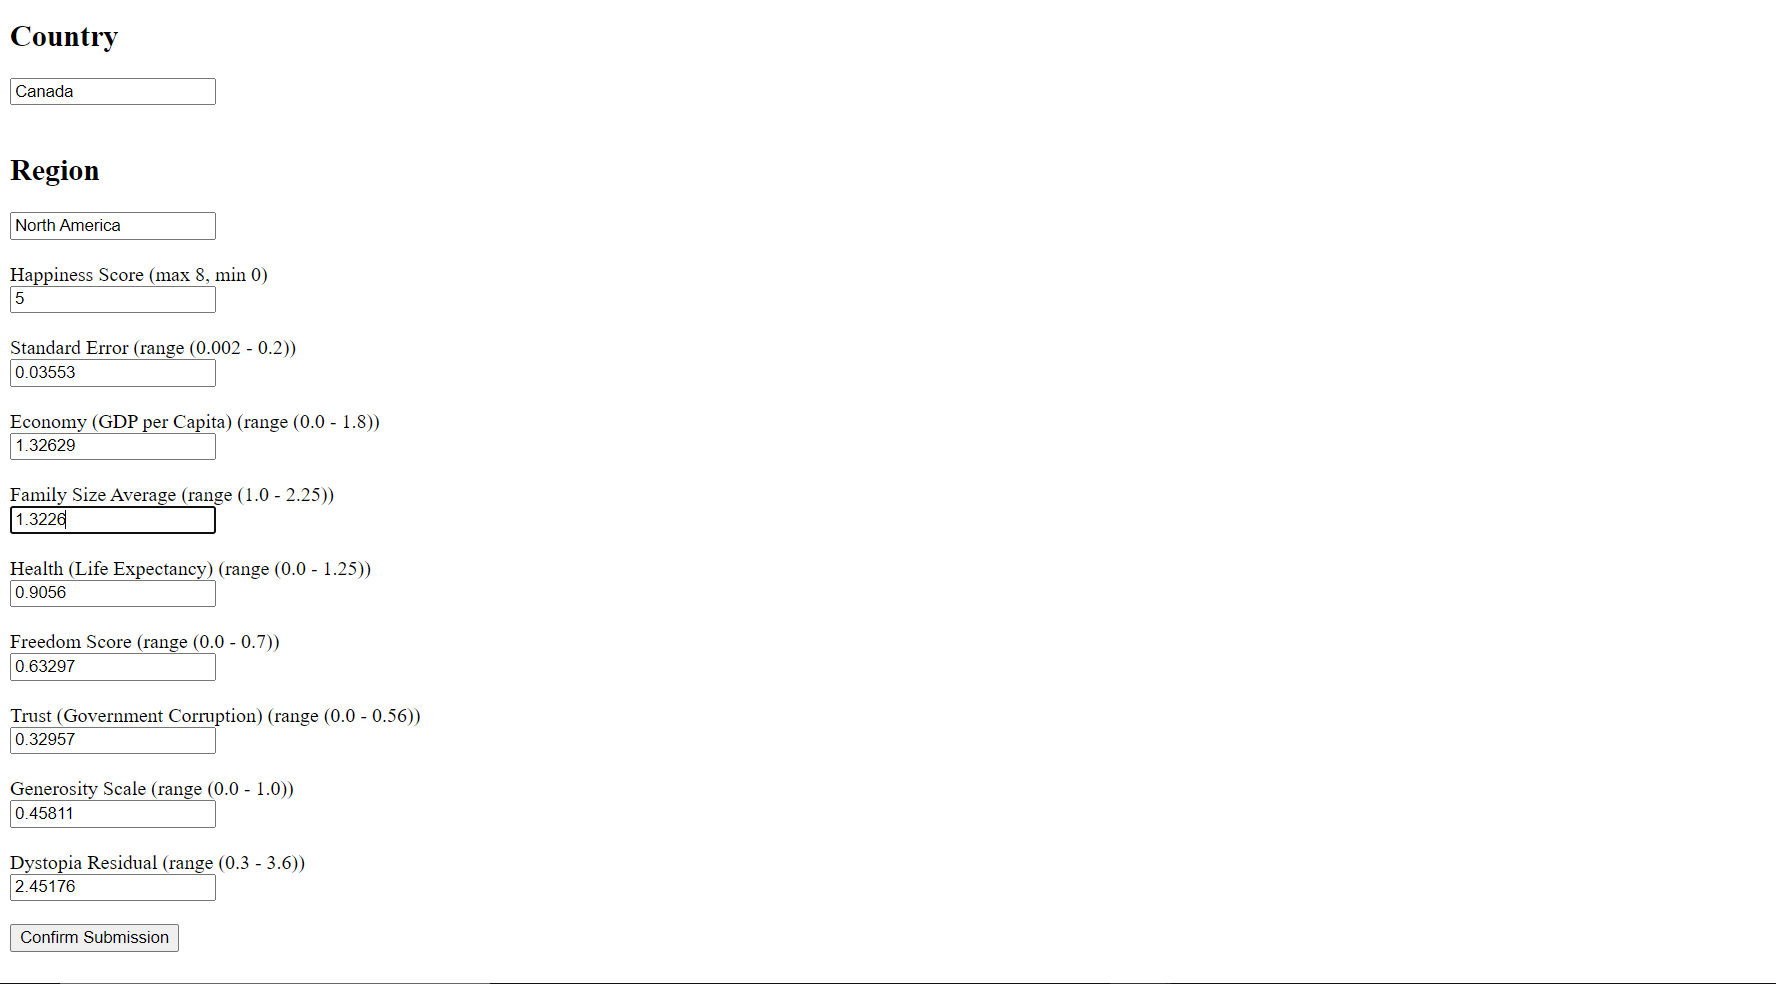 Country
Canada
Region
North America
Happiness Score (max 8, min 0)
5
Standard Error (range (0.002 - 0.2))
0.03553
Economy (GDP per Capita) (range (0.0 - 1.8))
1.32629
Family Size Average (range (1.0 - 2.25))
1.3226
Health (Life Expectancy) (range (0.0 - 1.25))
0.9056
Freedom Score (range (0.0 - 0.7))
0.63297
Trust (Government Corruption) (range (0.0 - 0.56))
0.32957
Generosity Scale (range (0.0 - 1.0))
0.45811
Dystopia Residual (range (0.3 - 3.6))
2.45176
Confirm Submission